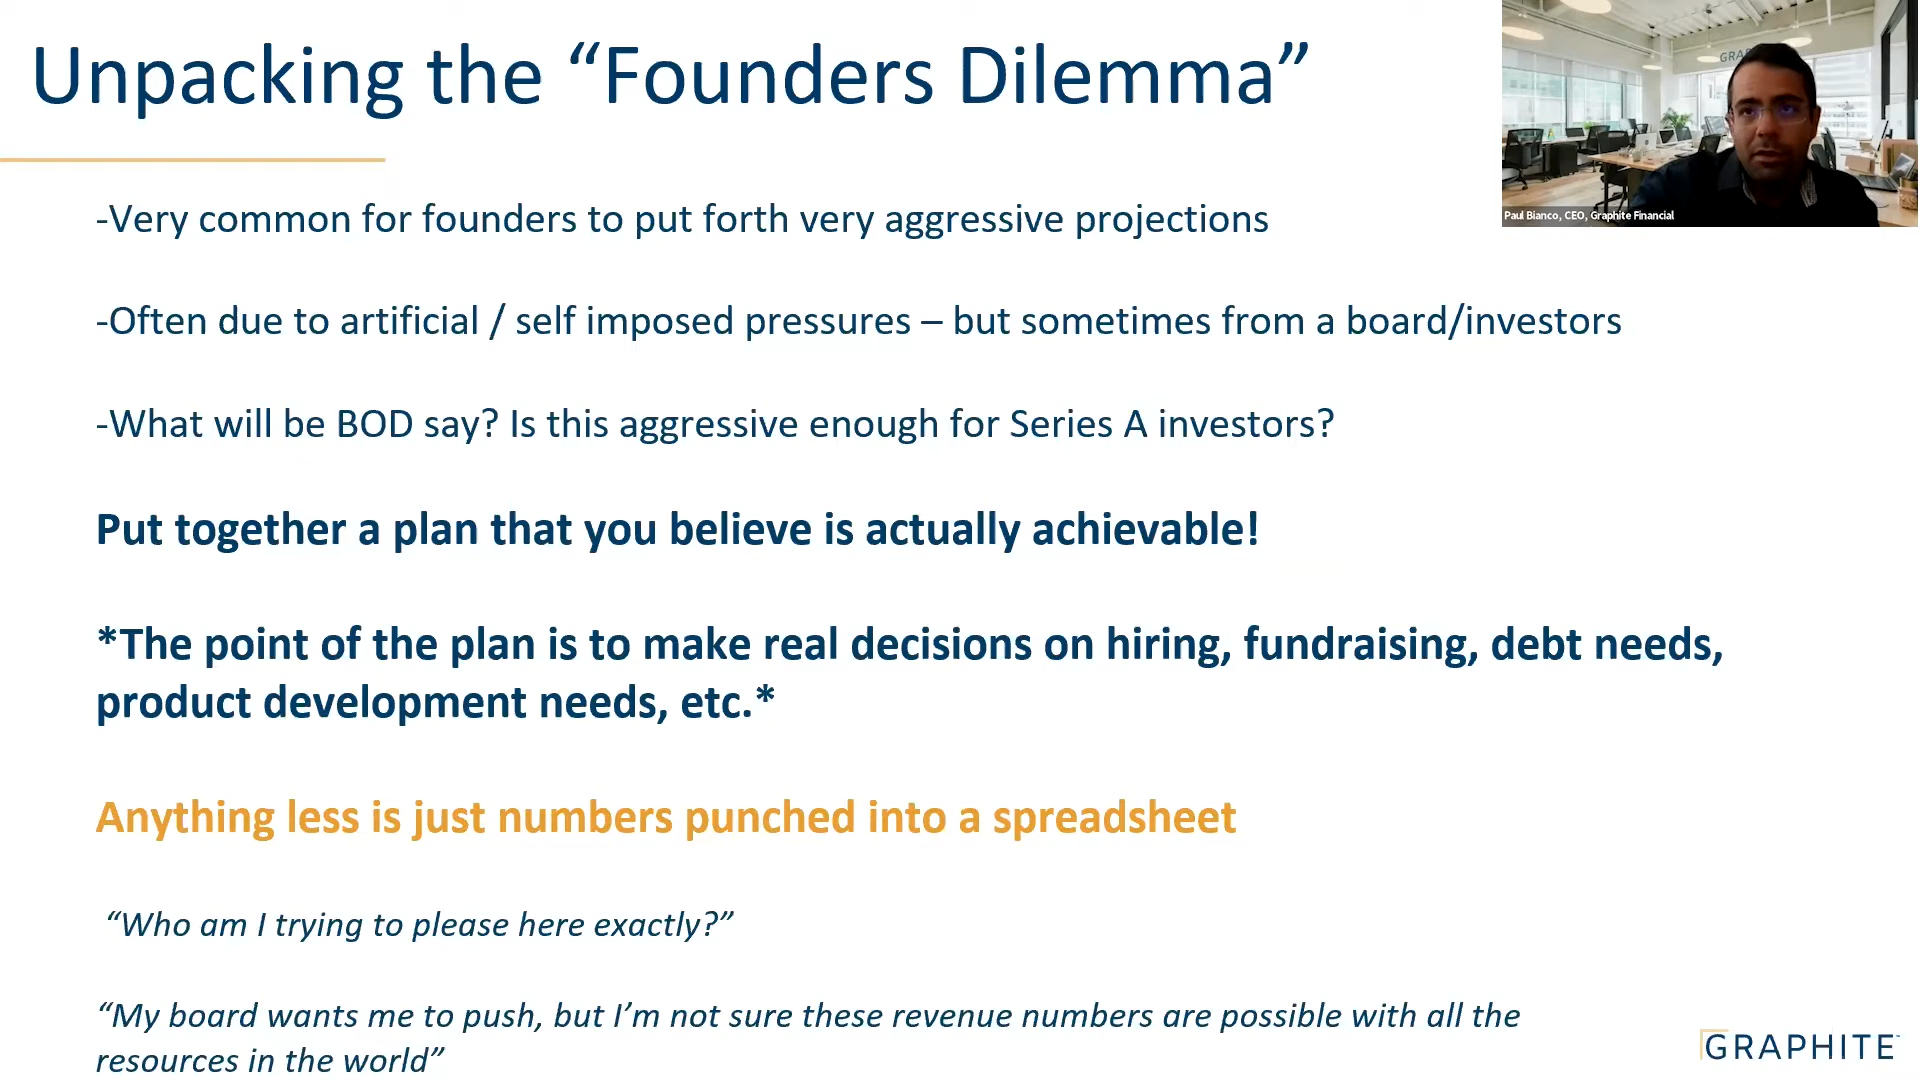 Unpacking the “Founders Dilemma”
GRAP
Paul Bianco, CEO, Graphite Financial
-Very common for founders to put forth very aggressive projections
-Often due to artificial / self imposed pressures – but sometimes from a board/investors
-What will be BOD say? Is this aggressive enough for Series A investors?
Put together a plan that you believe is actually achievable!
*The point of the plan is to make real decisions on hiring, fundraising, debt needs,
product development needs, etc.*
Anything less is just numbers punched into a spreadsheet
“Who am I trying to please here exactly?”
“My board wants me to push, but I’m not sure these revenue numbers are possible with all the
resources in the world”
GRAPHITE